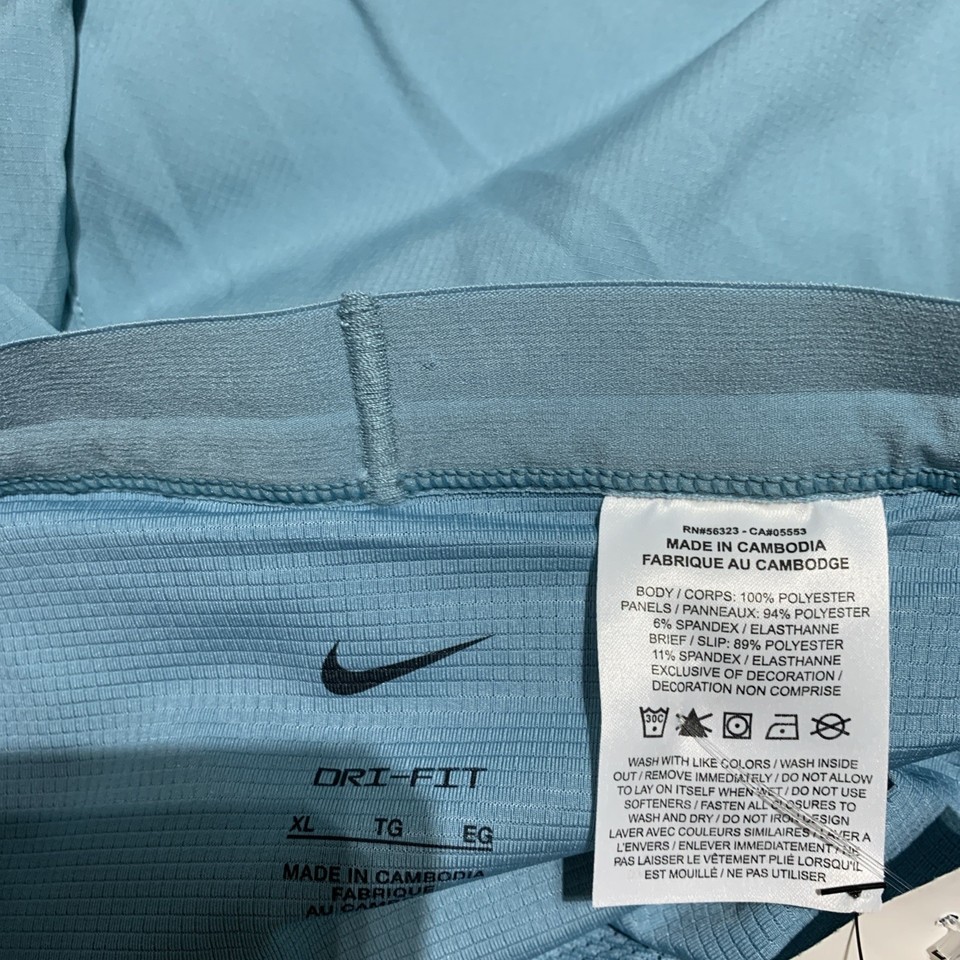 RN#56323 - CA#05553
MADE IN CAMBODIA
FABRIQUE AU CAMBODGE
BODY / CORPS: 100% POLYESTER
PANELS / PANNEAUX: 94% POLYESTER
6% SPANDEX / ELASTHANNE
BRIEF / SLIP: 89% POLYESTER
11% SPANDEX / ELASTHANNE
EXCLUSIVE OF DECORATION /
DECORATION NON COMPRISE
30C
WASH WITH LIKE COLORS / WASH INSIDE
OUT / REMOVE IMMEDIATELY / DO NOT ALLOW
TO LAY ON ITSELF WHEN WET / DO NOT USE
SOFTENERS / FASTEN ALL CLOSURES TO
WASH AND DRY / DO NOT IRON DESIGN
LAVER AVEC COULEURS SIMILAIRES / LAVER A
L'ENVERS / ENLEVER IMMEDIATEMENT / NE
PAS LAISSER LE VÊTEMENT PLIÉ LORSQU'IL
EST MOUILLÉ / NE PAS UTILISER
DRI-FIT
XL TG EG
MADE IN CAMBODIA
FABRIQUE
AU